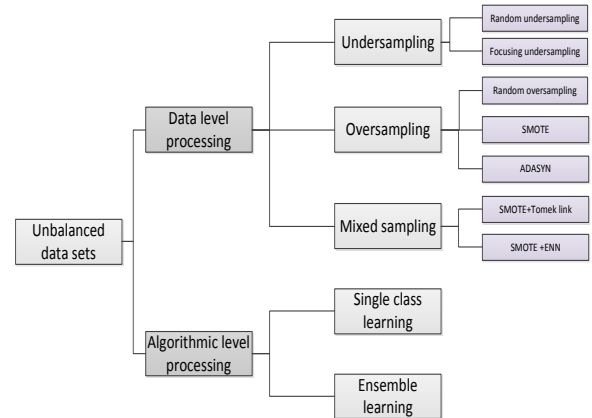 Unbalanced
data sets
Data level
processing
Undersampling
Random undersampling
Focusing undersampling
Oversampling
Random oversampling
SMOTE
ADASYN
Mixed sampling
SMOTE+Tomek link
SMOTE +ENN
Algorithmic level
processing
Single class
learning
Ensemble
learning